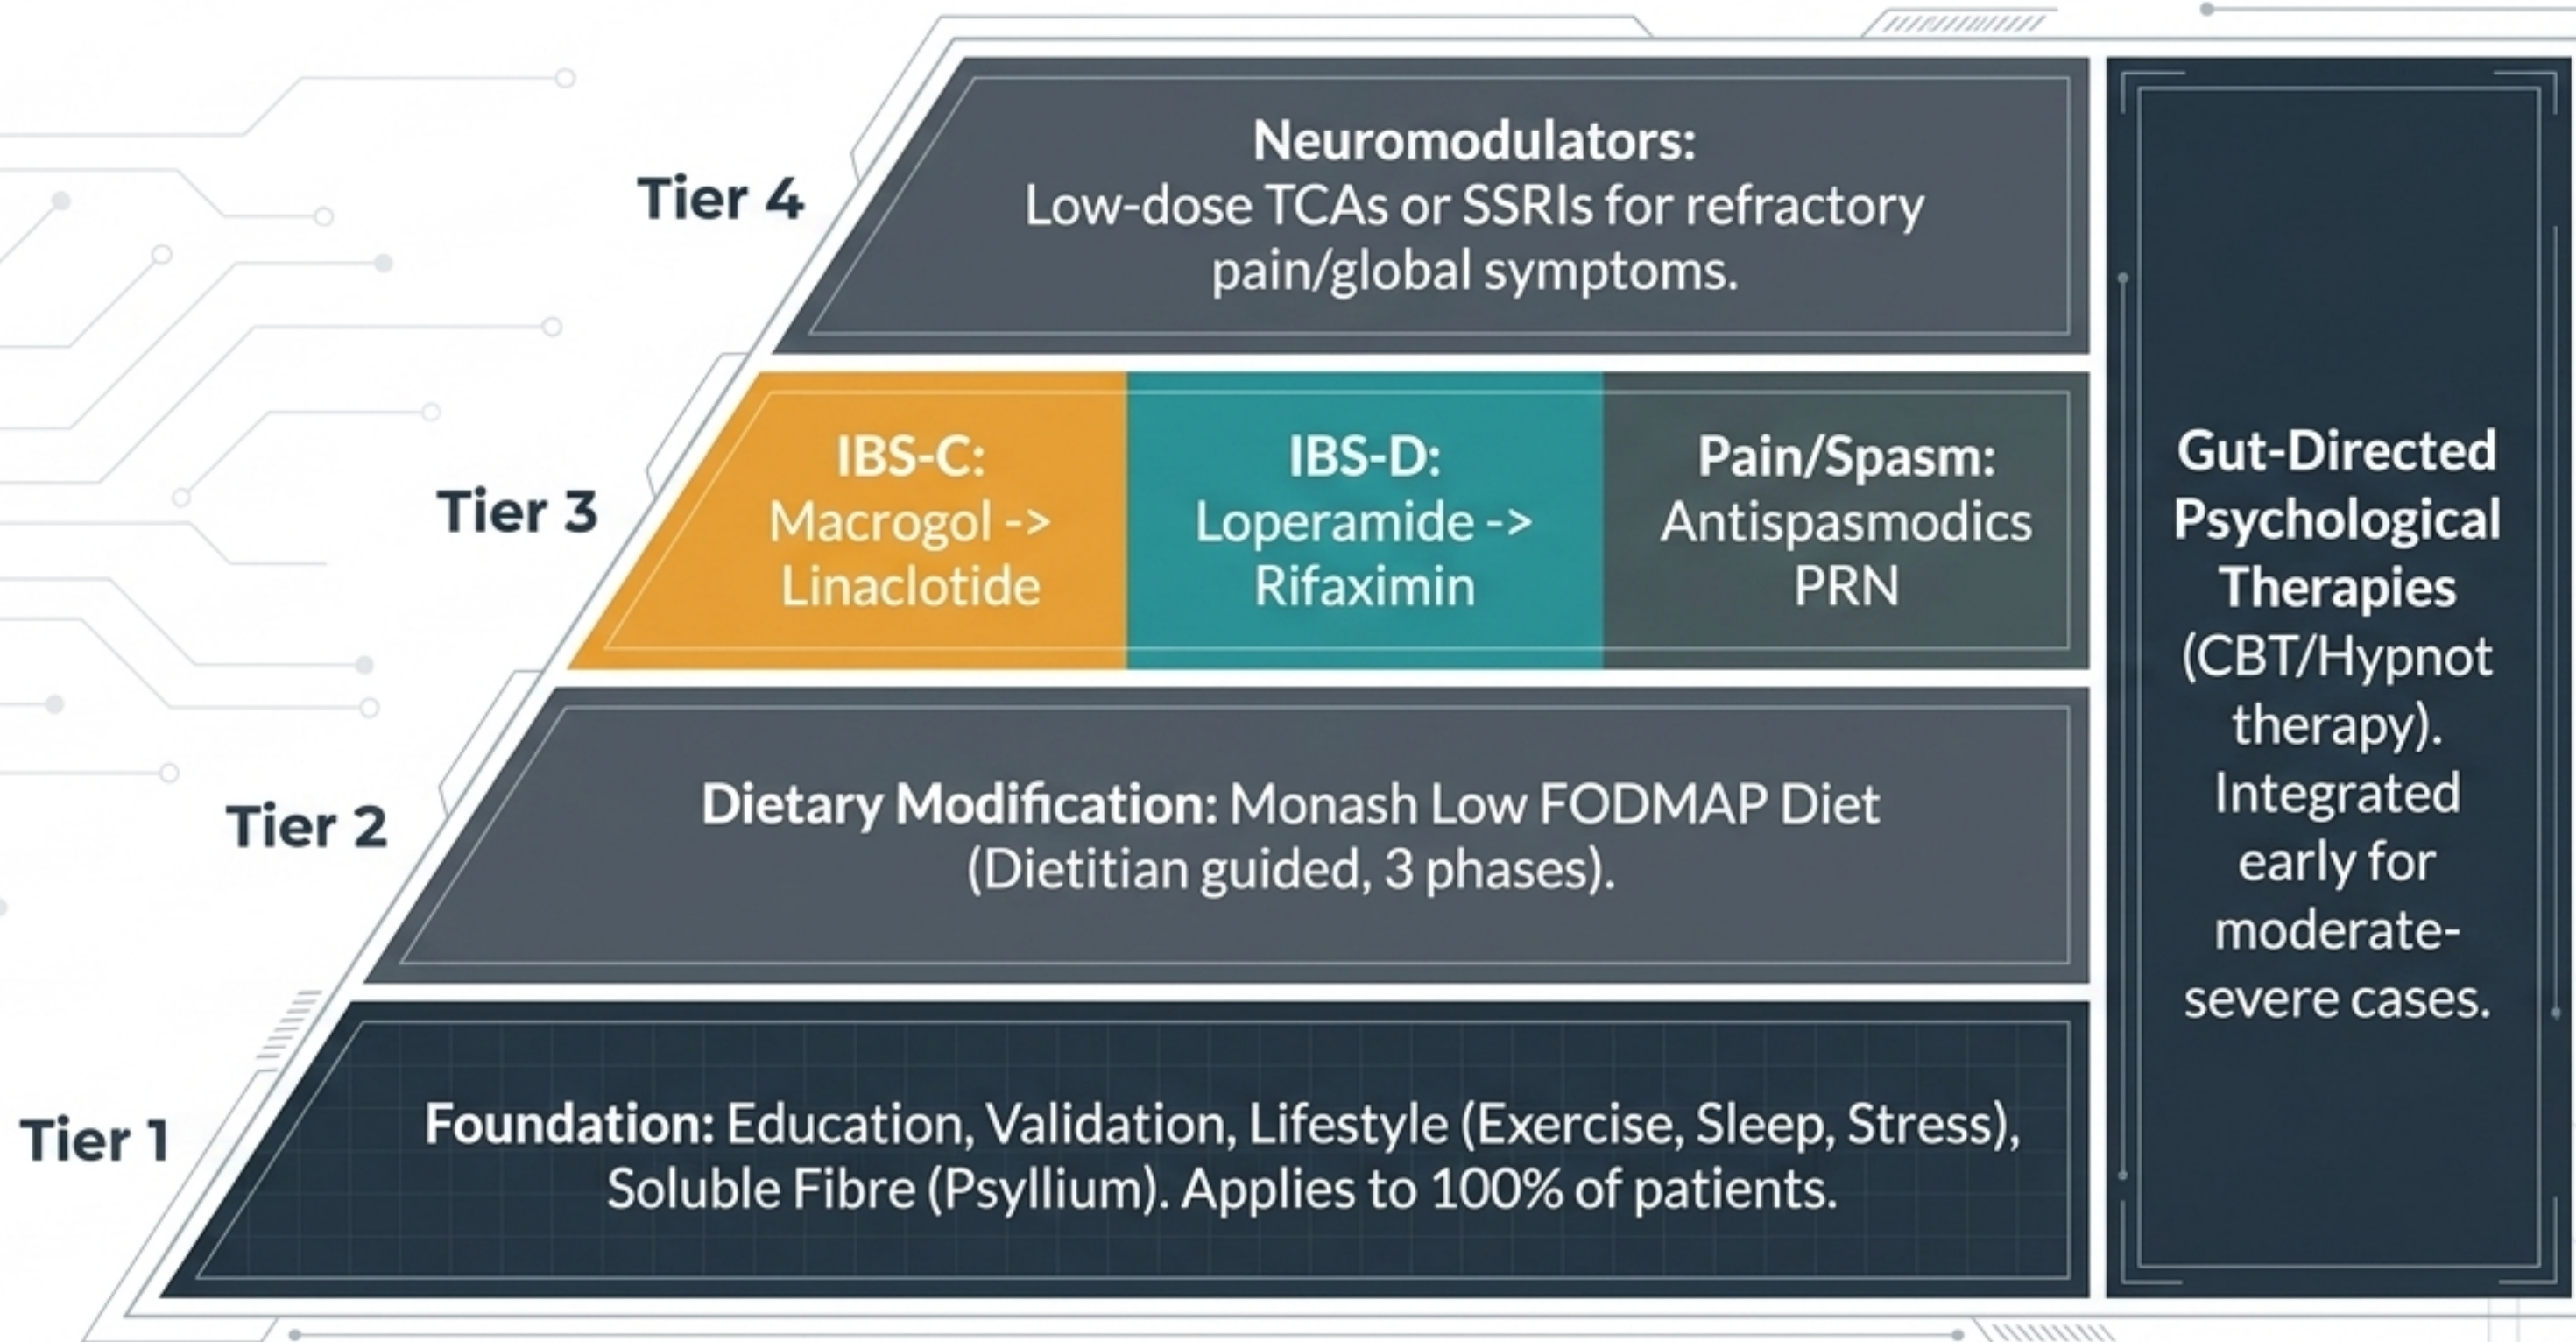 Tier 4
Neuromodulators:
Low-dose TCAs or SSRIs for refractory
pain/global symptoms.
Tier 3
IBS-C:
Macrogol ->
Linaclotide
IBS-D:
Loperamide ->
Rifaximin
Pain/Spasm:
Antispasmodics
PRN
Tier 2
Dietary Modification: Monash Low FODMAP Diet
(Dietitian guided, 3 phases).
Tier 1
Foundation: Education, Validation, Lifestyle (Exercise, Sleep, Stress),
Soluble Fibre (Psyllium). Applies to 100% of patients.
Gut-Directed
Psychological
Therapies
(CBT/Hypnot
therapy).
Integrated
early for
moderate-
severe cases.